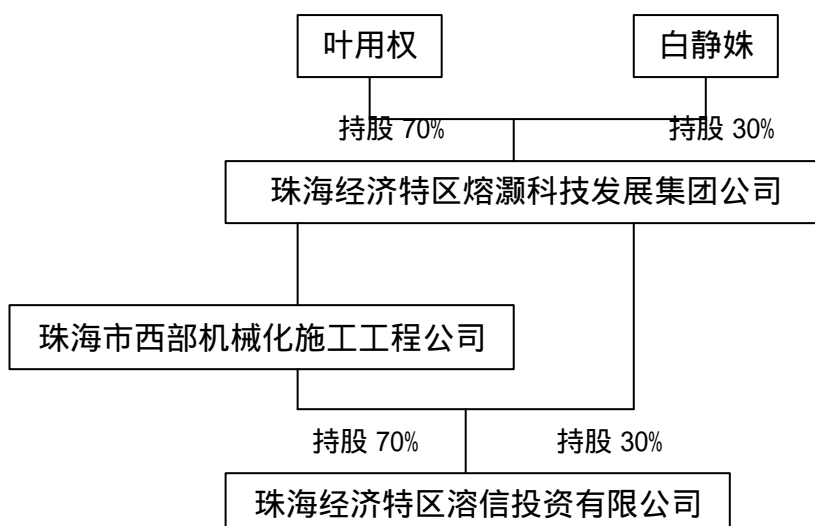 叶用权
白静姝
持股 70%
持股 30%
珠海经济特区熔灏科技发展集团公司
珠海市西部机械化施工工程公司
持股 70%
持股 30%
珠海经济特区溶信投资有限公司